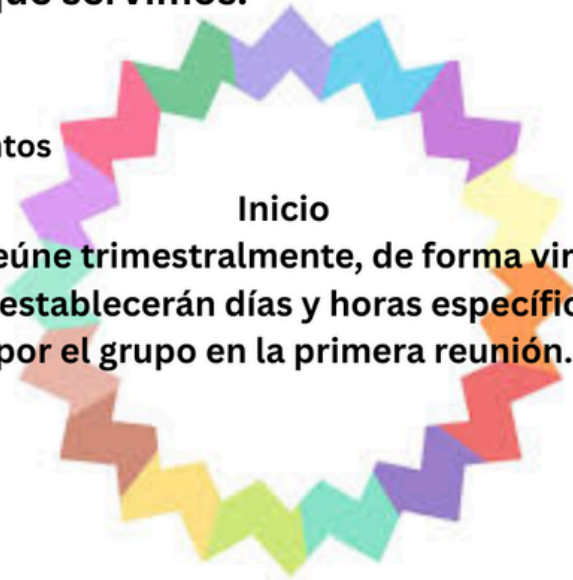 que servimos.
ntos
Inicio
eúne trimestralmente, de forma vir
establecerán días y horas específic
por el grupo en la primera reunión.